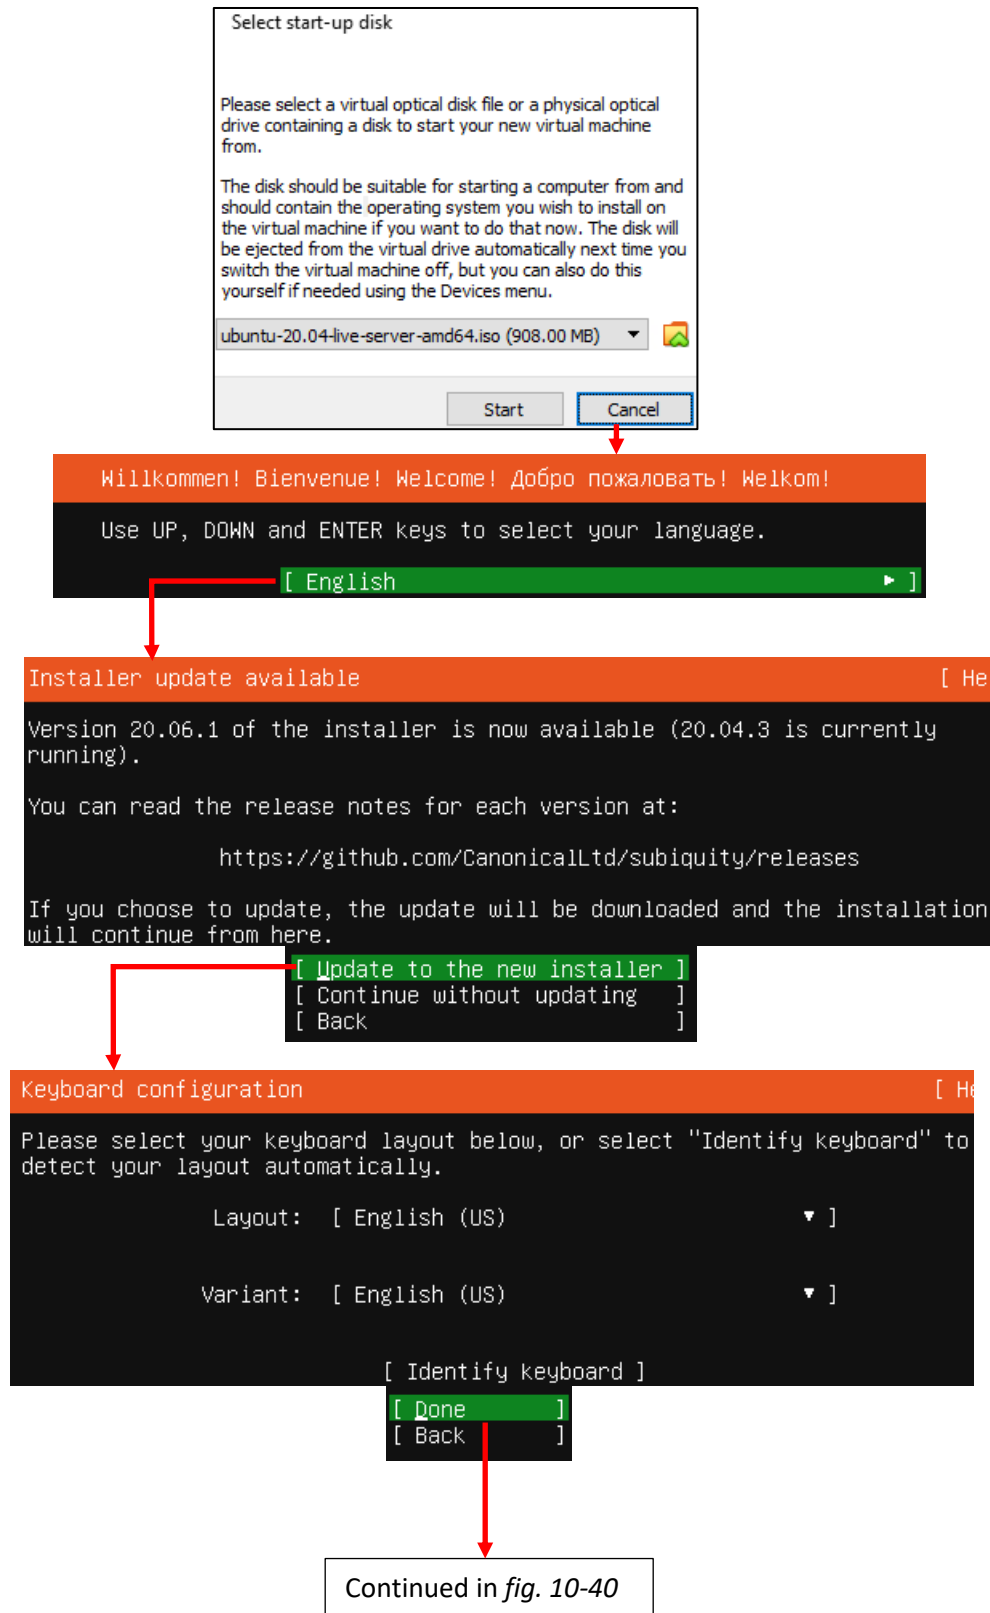 Select start-up disk
Please select a virtual optical disk file or a physical optical
drive containing a disk to start your new virtual machine
from.
The disk should be suitable for starting a computer from and
should contain the operating system you wish to install on
the virtual machine if you want to do that now. The disk will
be ejected from the virtual drive automatically next time you
switch the virtual machine off, but you can also do this
yourself if needed using the Devices menu.
ubuntu-20.04-live-server-amd64.iso (908.00 MB)
Start Cancel
Willkommen! Bienvenue! Welcome! Добро пожаловать! Welkom!
Use UP, DOWN and ENTER keys to select your language.
[ English ► ]
Installer update available [ He
Version 20.06.1 of the installer is now available (20.04.3 is currently
running).
You can read the release notes for each version at:
https://github.com/CanonicalLtd/subiquity/releases
If you choose to update, the update will be downloaded and the installation
will continue from here.
[ Update to the new installer ]
[ Continue without updating ]
[ Back ]
Keyboard configuration [ He
Please select your keyboard layout below, or select "Identify keyboard" to
detect your layout automatically.
Layout: [ English (US) ▼ ]
Variant: [ English (US) ▼ ]
[ Identify keyboard ]
[ Done ]
[ Back ]
Continued in fig. 10-40